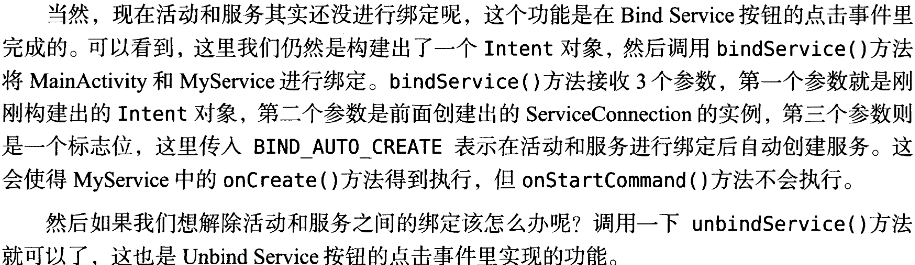 当然，现在活动和服务其实还没进行绑定呢，这个功能是在 Bind Service 按钮的点击事件里
完成的。可以看到，这里我们仍然是构建出了一个 Intent 对象，然后调用 bindService()方法
将 MainActivity 和 MyService 进行绑定。bindService()方法接收 3 个参数，第一个参数就是刚
刚构建出的 Intent 对象，第二个参数是前面创建出的 ServiceConnection 的实例，第三个参数则
是一个标志位，这里传入 BIND_AUTO_CREATE 表示在活动和服务进行绑定后自动创建服务。这
会使得 MyService 中的 onCreate()方法得到执行，但 onStartCommand()方法不会执行。
然后如果我们想解除活动和服务之间的绑定该怎么办呢？调用一下 unbindService()方法
就可以了，这也是 Unbind Service 按钮的点击事件里实现的功能。